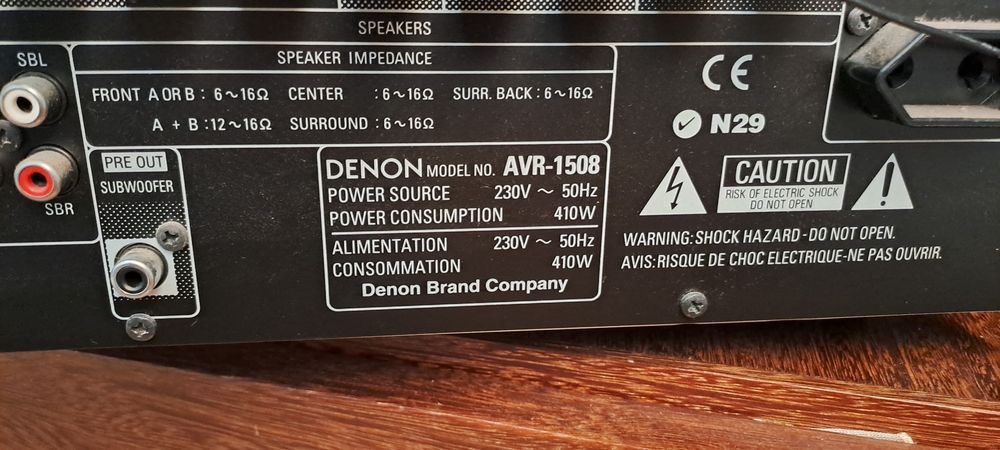 SPEAKERS
SPEAKER IMPEDANCE
FRONT A OR B : 6~16Ω CENTER : 6~16Ω SURR. BACK : 6~16Ω
A + B : 12~16Ω SURROUND : 6~16Ω
SBL
SBR
PRE OUT
SUBWOOFER
DENON MODEL NO. AVR-1508
POWER SOURCE 230V ~ 50Hz
POWER CONSUMPTION 410W
ALIMENTATION 230V ~ 50Hz
CONSOMMATION 410W
Denon Brand Company
CE
N29
CAUTION
RISK OF ELECTRIC SHOCK
DO NOT OPEN
WARNING: SHOCK HAZARD - DO NOT OPEN.
AVIS: RISQUE DE CHOC ELECTRIQUE-NE PAS OUVRIR.